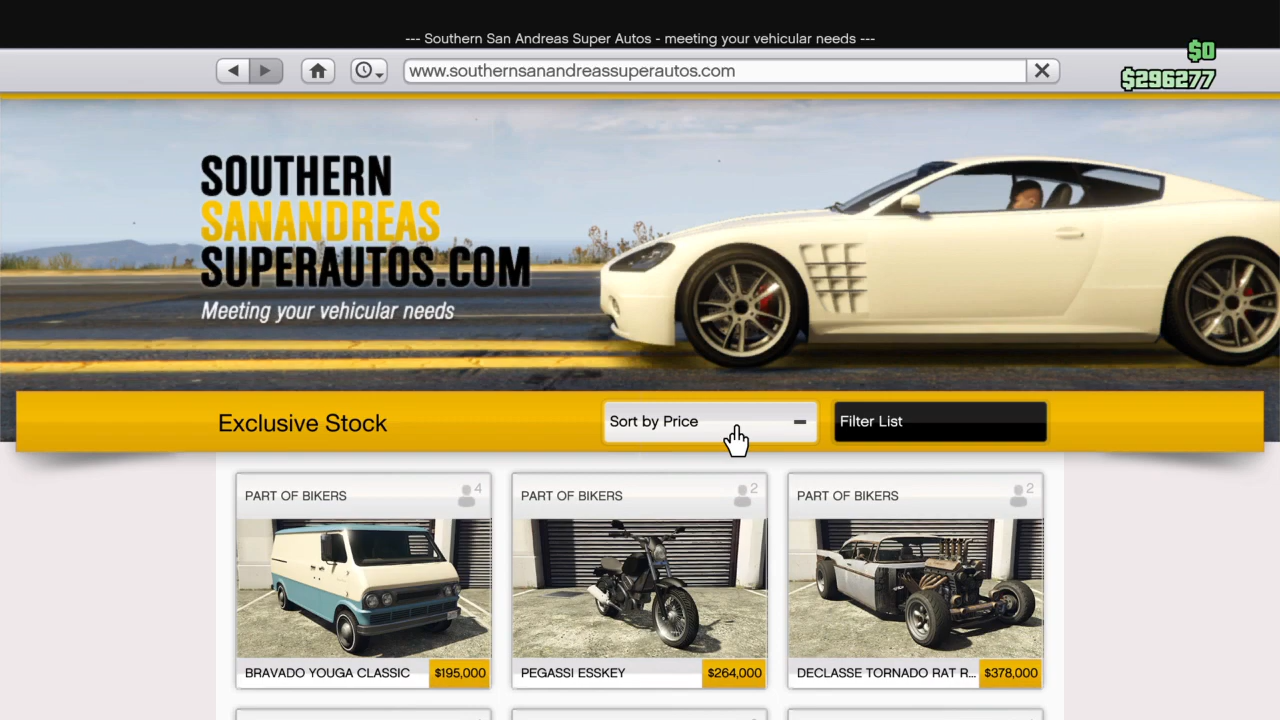 --- Southern San Andreas Super Autos - meeting your vehicular needs ---
$0
www.southernsanandreassuperautos.com
$296277
SOUTHERN
SANANDREAS
SUPERAUTOS.COM
Meeting your vehicular needs
Exclusive Stock
Sort by Price
Filter List
PART OF BIKERS
4
PART OF BIKERS
2
PART OF BIKERS
2
BRAVADO YOUGA CLASSIC
$195,000
PEGASSI ESSKEY
$264,000
DECLASSE TORNADO RAT R...
$378,000